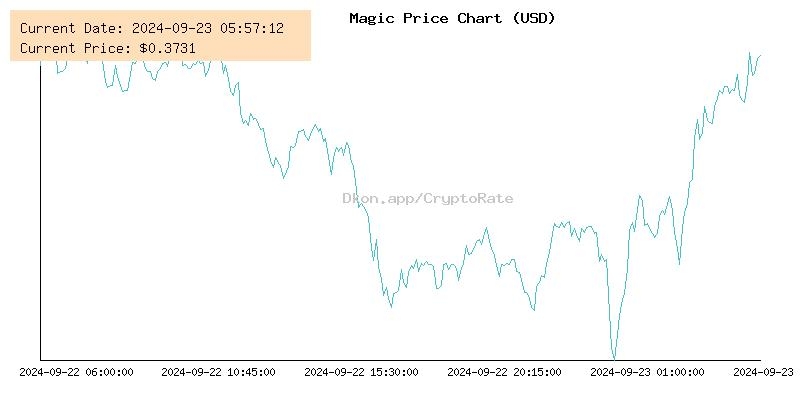 Magic Price Chart (USD)
Current Date: 2024-09-23 05:57:12
Current Price: $0.3731
Dkon.app/CryptoRate
2024-09-22 06:00:00 2024-09-22 10:45:00 2024-09-22 15:30:00 2024-09-22 20:15:00 2024-09-23 01:00:00 2024-09-23